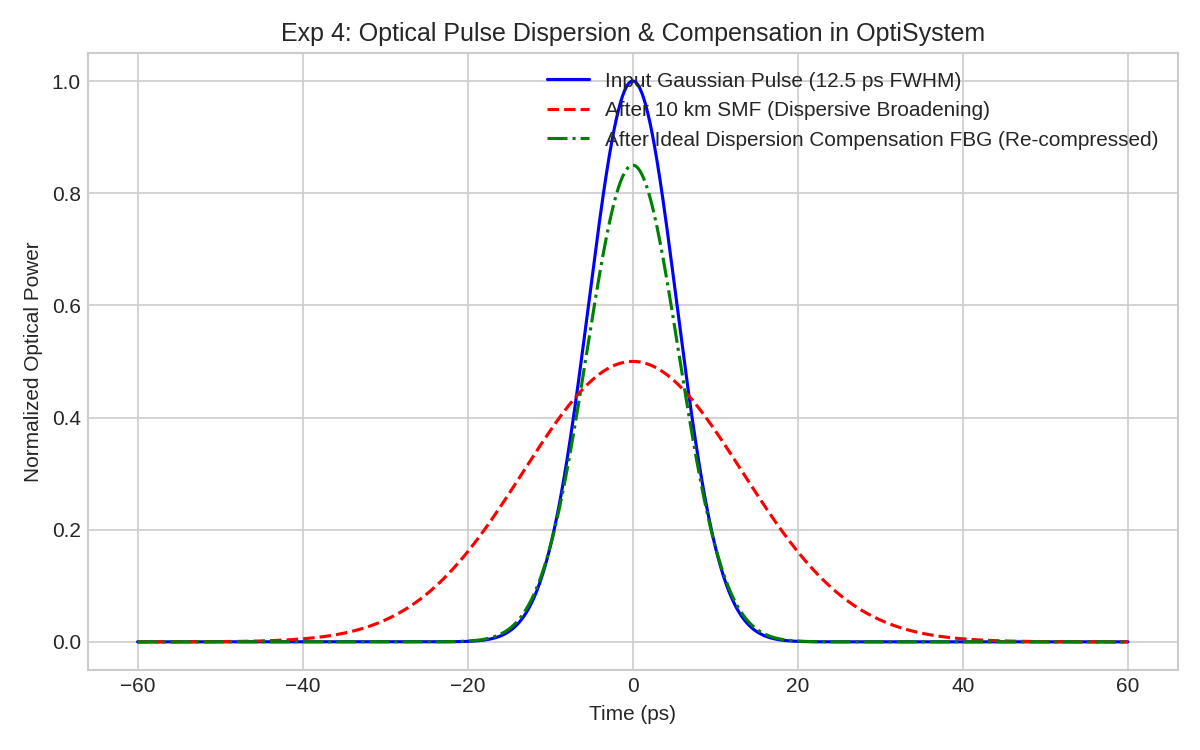 Exp 4: Optical Pulse Dispersion & Compensation in OptiSystem
Input Gaussian Pulse (12.5 ps FWHM)
After 10 km SMF (Dispersive Broadening)
After Ideal Dispersion Compensation FBG (Re-compressed)
Normalized Optical Power
1.0
0.8
0.6
0.4
0.2
0.0
−60
−40
−20
0
20
40
60
Time (ps)